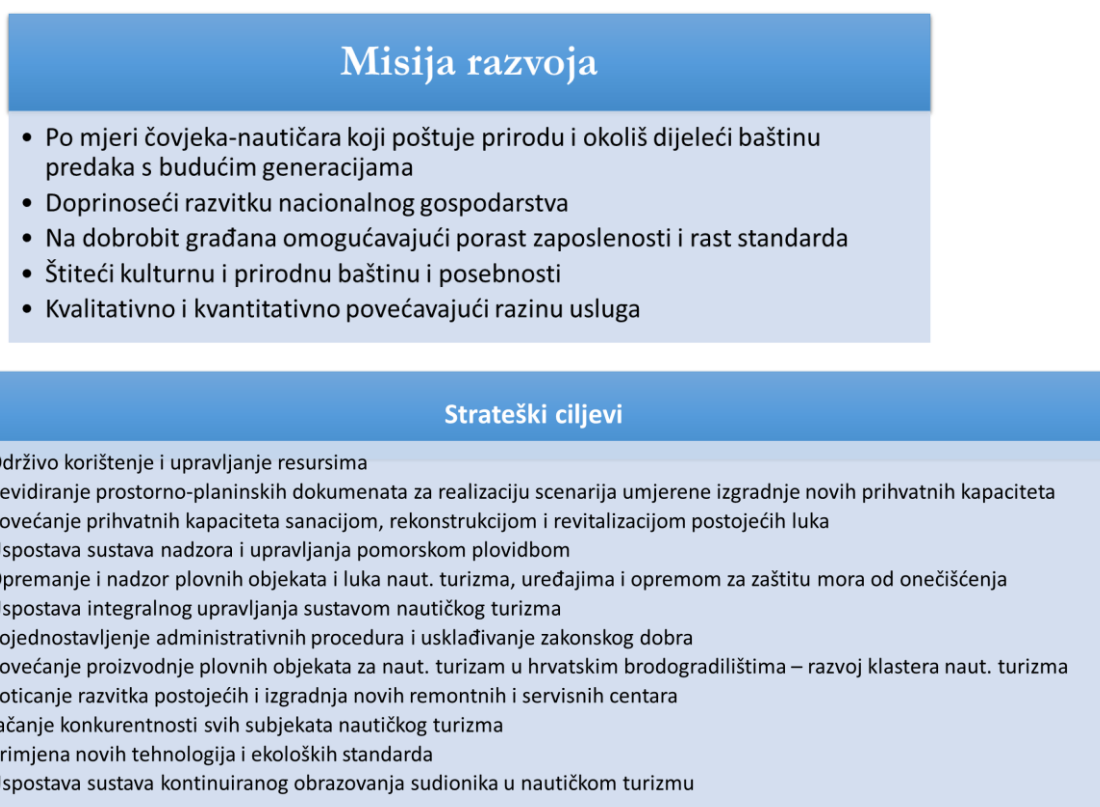 Misija razvoja
• Po mjeri čovjeka-nautičara koji poštuje prirodu i okoliš dijeleći baštinu
predaka s budućim generacijama
• Doprinoseći razvitku nacionalnog gospodarstva
• Na dobrobit građana omogućavajući porast zaposlenosti i rast standarda
• Štiteći kulturnu i prirodnu baštinu i posebnosti
• Kvalitativno i kvantitativno povećavajući razinu usluga
Strateški ciljevi
drživo korištenje i upravljanje resursima
evidiranje prostorno-planinskih dokumenata za realizaciju scenarija umjerene izgradnje novih prihvatnih kapaciteta
ovećanje prihvatnih kapaciteta sanacijom, rekonstrukcijom i revitalizacijom postojećih luka
spostava sustava nadzora i upravljanja pomorskom plovidbom
premanje i nadzor plovnih objekata i luka naut. turizma, uređajima i opremom za zaštitu mora od onečišćenja
spostava integralnog upravljanja sustavom nautičkog turizma
ojednostavljenje administrativnih procedura i usklađivanje zakonskog dobra
ovećanje proizvodnje plovnih objekata za naut. turizam u hrvatskim brodogradilištima – razvoj klastera naut. turizma
oticanje razvitka postojećih i izgradnja novih remontnih i servisnih centara
ačanje konkurentnosti svih subjekata nautičkog turizma
rimjena novih tehnologija i ekoloških standarda
spostava sustava kontinuiranog obrazovanja sudionika u nautičkom turizmu